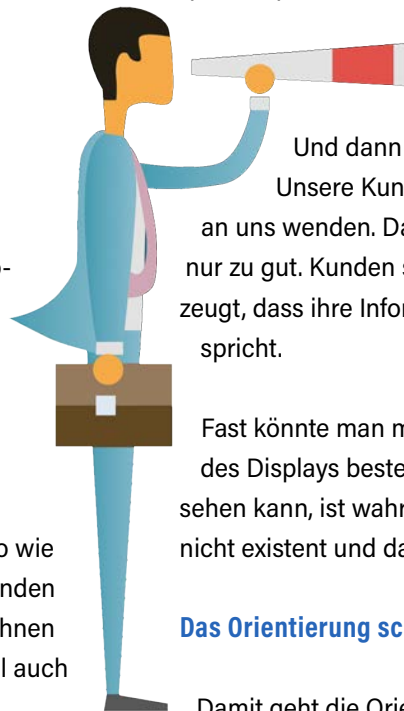 Und dann
Unsere Kun
an uns wenden. Da
nur zu gut. Kunden s
zeugt, dass ihre Infor
spricht.
Fast könnte man m
des Displays beste
sehen kann, ist wahr
nicht existent und da
Das Orientierung sc
Damit geht die Orie
-
o wie
nden
hnen
l auch